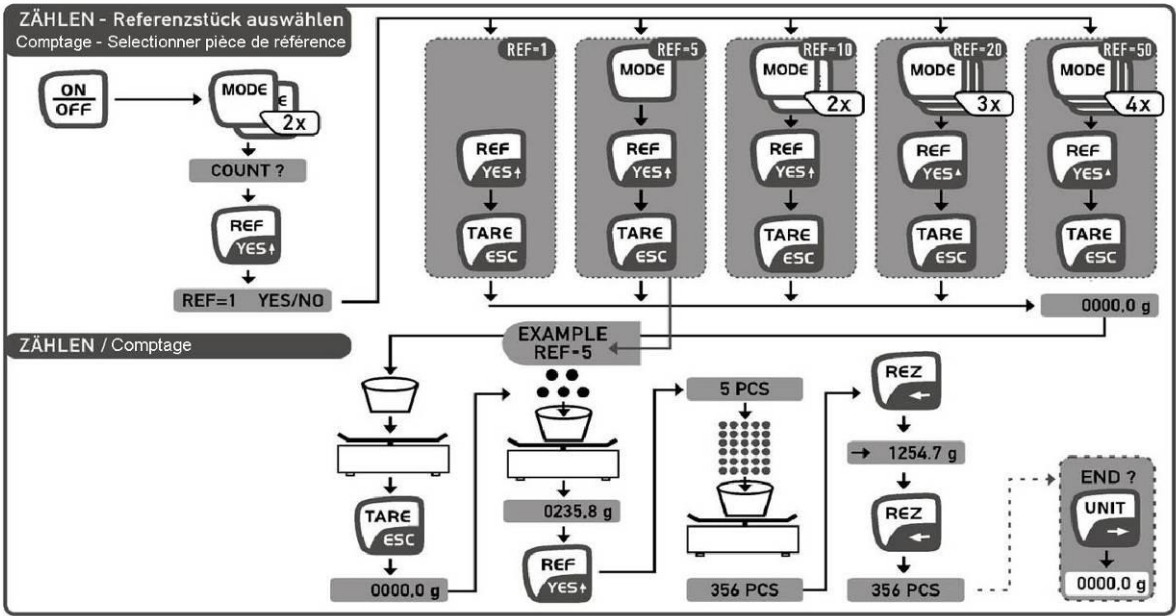 ZÄHLEN - Referenzstück auswählen
Comptage - Selectionner pièce de référence
ON
OFF
MODE
E
2x
COUNT ?
REF
YES
REF=1 YES/NO
REF=1
REF
YES
TARE
ESC
REF=5
MODE
REF
YES
TARE
ESC
REF=10
MODE
2x
REF
YES
TARE
ESC
REF=20
MODE
3x
REF
YES
TARE
ESC
REF=50
MODE
4x
REF
YES
TARE
ESC
0000,0 g
ZÄHLEN / Comptage
TARE
ESC
0000,0 g
EXAMPLE
REF=5
0235,8 g
REF
YES
5 PCS
356 PCS
REZ
→ 1254.7 g
REZ
356 PCS
END ?
UNIT
0000,0 g